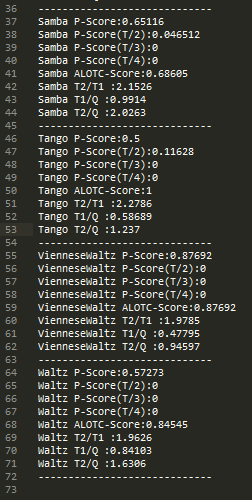 36 ------------------------------
37 Samba P-Score:0.65116
38 Samba P-Score(T/2):0.046512
39 Samba P-Score(T/3):0
40 Samba P-Score(T/4):0
41 Samba ALOTC-Score:0.68605
42 Samba T2/T1 :2.1526
43 Samba T1/Q :0.9914
44 Samba T2/Q :2.0263
45 ------------------------------
46 Tango P-Score:0.5
47 Tango P-Score(T/2):0.11628
48 Tango P-Score(T/3):0
49 Tango P-Score(T/4):0
50 Tango ALOTC-Score:1
51 Tango T2/T1 :2.2786
52 Tango T1/Q :0.58689
53 Tango T2/Q :1.237
54 ------------------------------
55 VienneseWaltz P-Score:0.87692
56 VienneseWaltz P-Score(T/2):0
57 VienneseWaltz P-Score(T/3):0
58 VienneseWaltz P-Score(T/4):0
59 VienneseWaltz ALOTC-Score:0.87692
60 VienneseWaltz T2/T1 :1.9785
61 VienneseWaltz T1/Q :0.47795
62 VienneseWaltz T2/Q :0.94597
63 ------------------------------
64 Waltz P-Score:0.57273
65 Waltz P-Score(T/2):0
66 Waltz P-Score(T/3):0
67 Waltz P-Score(T/4):0
68 Waltz ALOTC-Score:0.84545
69 Waltz T2/T1 :1.9626
70 Waltz T1/Q :0.84103
71 Waltz T2/Q :1.6306
72 ------------------------------
73